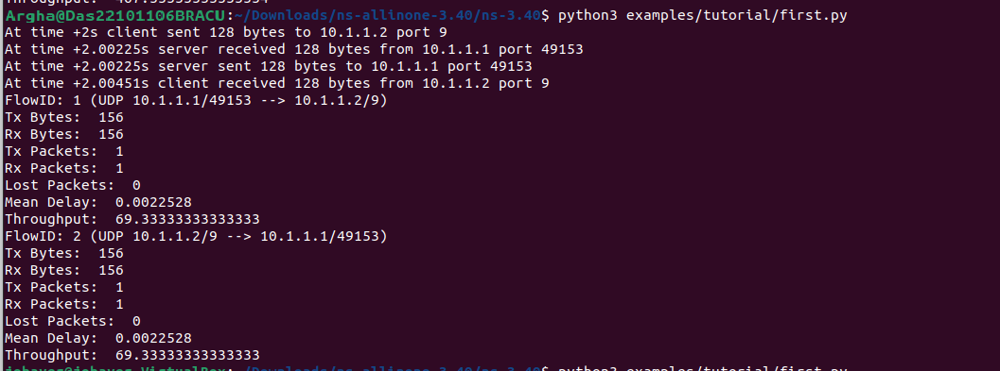 Throughput: 407.3333333333334
Argha@Das22101106BRACU:~/Downloads/ns-allinone-3.40/ns-3.40$ python3 examples/tutorial/first.py
At time +2s client sent 128 bytes to 10.1.1.2 port 9
At time +2.00225s server received 128 bytes from 10.1.1.1 port 49153
At time +2.00225s server sent 128 bytes to 10.1.1.1 port 49153
At time +2.00451s client received 128 bytes from 10.1.1.2 port 9
FlowID: 1 (UDP 10.1.1.1/49153 --> 10.1.1.2/9)
Tx Bytes:  156
Rx Bytes:  156
Tx Packets:  1
Rx Packets:  1
Lost Packets:  0
Mean Delay:  0.0022528
Throughput:  69.33333333333333
FlowID: 2 (UDP 10.1.1.2/9 --> 10.1.1.1/49153)
Tx Bytes:  156
Rx Bytes:  156
Tx Packets:  1
Rx Packets:  1
Lost Packets:  0
Mean Delay:  0.0022528
Throughput:  69.33333333333333
python3 examples/tutorial/first.py